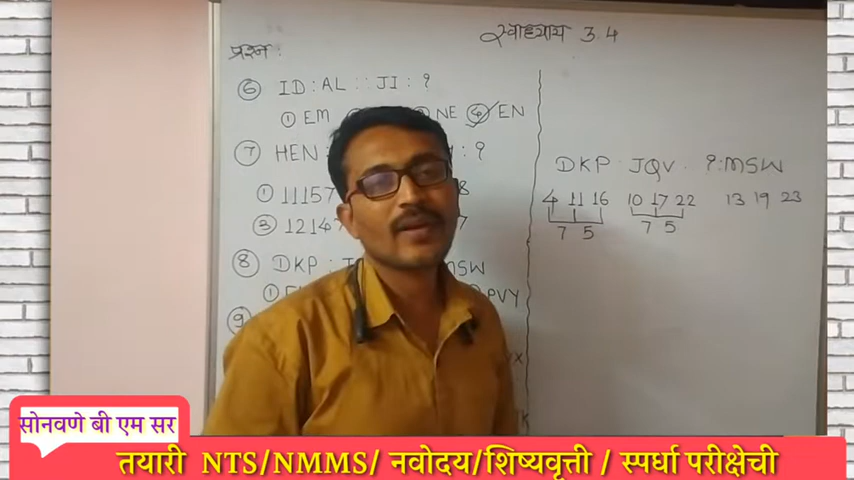 स्वाध्याय 3.4
प्रश्न :
6 ID : AL :: JI : ?
1 EM NE 4 EN
7 HEN : ?
1 11157
3 12147
8 DKP : MSW
1 PVY
9
DKP : JQV : ? : MSW
4 11 16 10 17 22 13 19 23
7 5 7 5
सोनवणे बी एम सर
तयारी NTS/NMMS/ नवोदय/शिष्यवृत्ती / स्पर्धा परीक्षेची